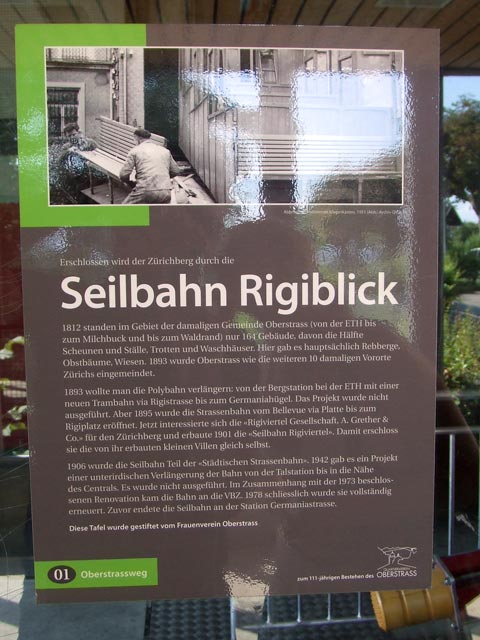 Erschlossen wird der Zürichberg durch die
Seilbahn Rigiblick
1812 standen im Gebiet der damaligen Gemeinde Oberstrass (von der ETH bis
zum Milchbuck und bis zum Waldrand) nur 164 Gebäude, davon die Hälfte
Scheunen und Ställe, Trotten und Waschhäuser. Hier gab es hauptsächlich Rebberge,
Obstbäume, Wiesen. 1893 wurde Oberstrass wie die weiteren 10 damaligen Vororte
Zürichs eingemeindet.
1893 wollte man die Polybahn verlängern: von der Bergstation bei der ETH mit einer
neuen Trambahn via Rigistrasse bis zum Germaniahügel. Das Projekt wurde nicht
ausgeführt. Aber 1895 wurde die Strassenbahn vom Bellevue via Platte bis zum
Rigiplatz eröffnet. Jetzt interessierte sich die «Rigiviertel Gesellschaft, A. Grether &
Co.» für den Zürichberg und erbaute 1901 die «Seilbahn Rigiviertel». Damit erschloss
sie die von ihr erbauten kleinen Villen gleich selbst.
1906 wurde die Seilbahn Teil der «Städtischen Strassenbahn». 1942 gab es ein Projekt
einer unterirdischen Verlängerung der Bahn von der Talstation bis in die Nähe
des Centrals. Es wurde nicht ausgeführt. Im Zusammenhang mit der 1973 beschlos-
senen Renovation kam die Bahn an die VBZ. 1978 schliesslich wurde sie vollständig
erneuert. Zuvor endete die Seilbahn an der Station Germaniastrasse.
Diese Tafel wurde gestiftet vom Frauenverein Oberstrass
01 Oberstrassweg
zum 111-jährigen Bestehen des
OBERSTRASS